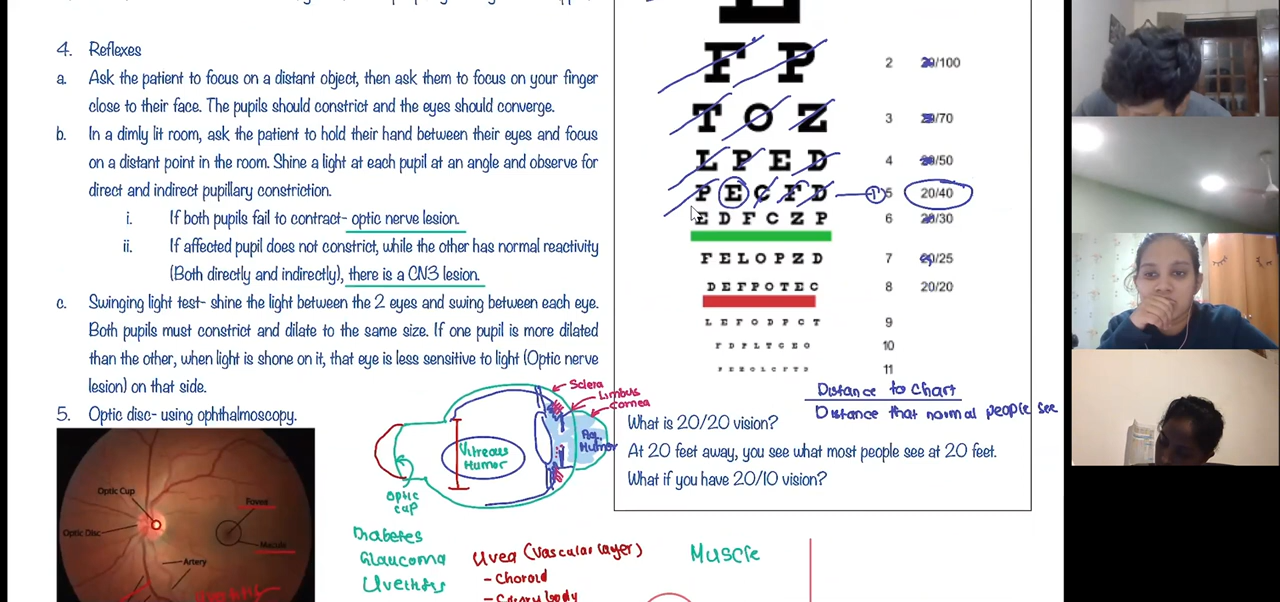 4. Reflexes
a. Ask the patient to focus on a distant object, then ask them to focus on your finger
close to their face. The pupils should constrict and the eyes should converge.
b. In a dimly lit room, ask the patient to hold their hand between their eyes and focus
on a distant point in the room. Shine a light at each pupil at an angle and observe for
direct and indirect pupillary constriction.
i. If both pupils fail to contract- optic nerve lesion.
ii. If affected pupil does not constrict, while the other has normal reactivity
(Both directly and indirectly), there is a CN3 lesion.
c. Swinging light test- shine the light between the 2 eyes and swing between each eye.
Both pupils must constrict and dilate to the same size. If one pupil is more dilated
than the other, when light is shone on it, that eye is less sensitive to light (Optic nerve
lesion) on that side.
5. Optic disc- using ophthalmoscopy.
Optic Cup
Optic Disc
Fovea
Macula
Artery
Sclera
Limbus
Cornea
Aq.
Humor
Vitreous
Humor
optic
cup
Diabetes
Glaucoma
Uvea (Vascular layer)
- Choroid
Muscle
E
F P 2 20/100
T O Z 3 /70
L P E D 4 /50
P E C F D -1 5 20/40
E D F C Z P 6 /30
F E L O P Z D 7 /25
D E F P O T E C 8 20/20
L E F O D P C T 9
F D P L T C E O 10
11
Distance to chart
Distance that normal people see
What is 20/20 vision?
At 20 feet away, you see what most people see at 20 feet.
What if you have 20/10 vision?